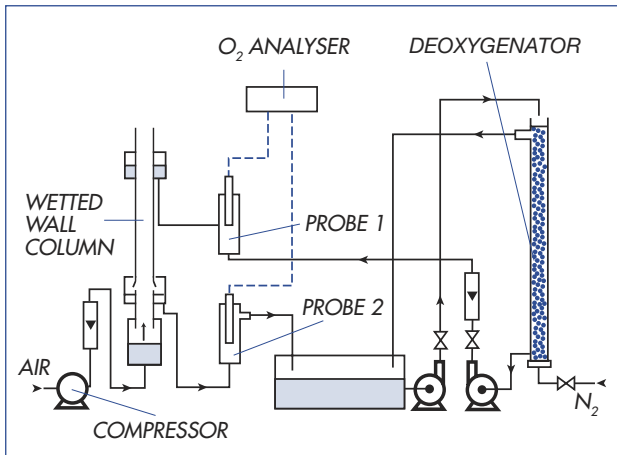 O₂ ANALYSER
DEOXYGENATOR
WETTED
WALL
COLUMN
PROBE 1
PROBE 2
AIR
N₂
COMPRESSOR